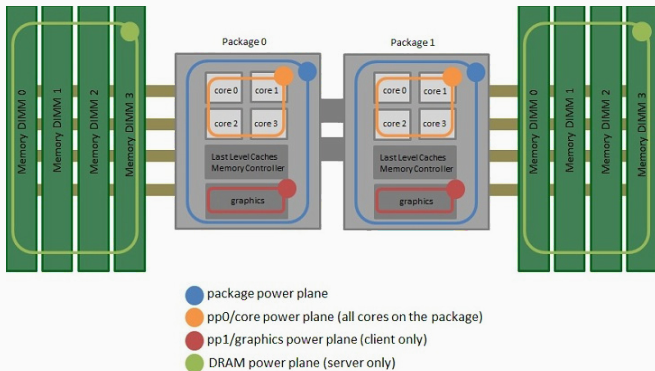 Package 0
Package 1
Memory DIMM 0
Memory DIMM 1
Memory DIMM 2
Memory DIMM 3
core 0
core 1
core 2
core 3
Last Level Caches
Memory Controller
graphics
core 0
core 1
core 2
core 3
Last Level Caches
Memory Controller
graphics
Memory DIMM 0
Memory DIMM 1
Memory DIMM 2
Memory DIMM 3
package power plane
pp0/core power plane (all cores on the package)
pp1/graphics power plane (client only)
DRAM power plane (server only)